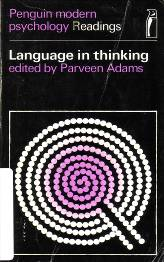 Penguin modern
psychology Readings
Language in thinking
edited by Parveen Adams